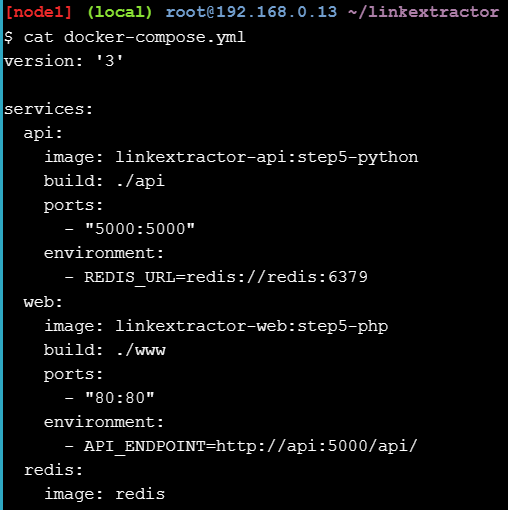 [node1] (local) root@192.168.0.13 ~/linkextractor
$ cat docker-compose.yml
version: '3'

services:
  api:
    image: linkextractor-api:step5-python
    build: ./api
    ports:
      - "5000:5000"
    environment:
      - REDIS_URL=redis://redis:6379
  web:
    image: linkextractor-web:step5-php
    build: ./www
    ports:
      - "80:80"
    environment:
      - API_ENDPOINT=http://api:5000/api/
  redis:
    image: redis